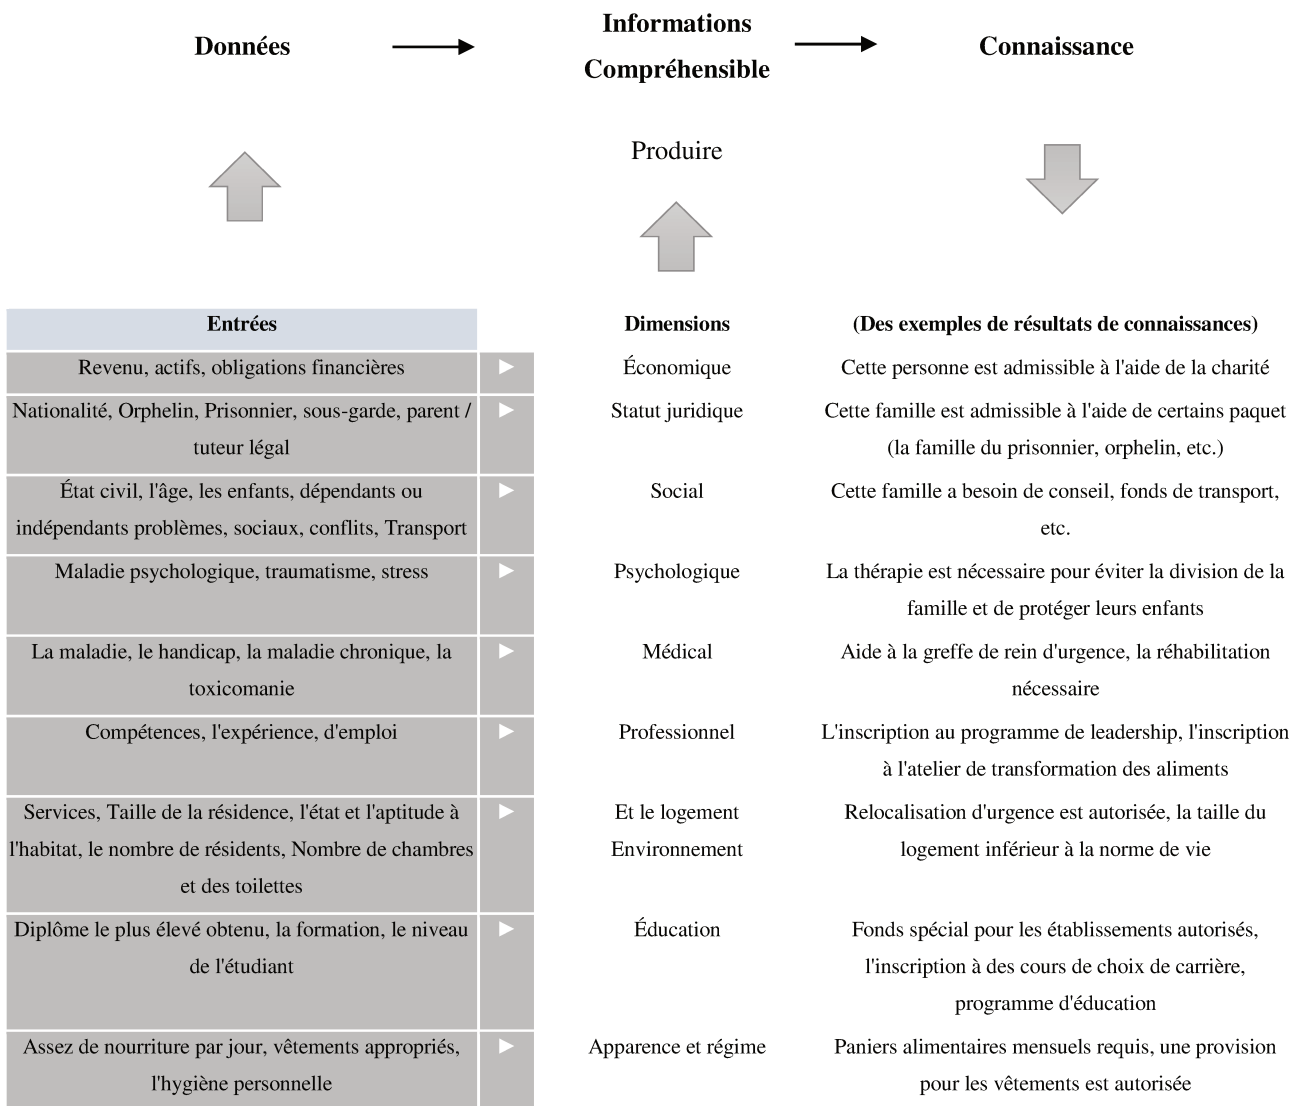 Données
Informations
Compréhensible
Connaissance
Produire
Entrées
Dimensions
(Des exemples de résultats de connaissances)
Revenu, actifs, obligations financières
Économique
Cette personne est admissible à l'aide de la charité
Nationalité, Orphelin, Prisonnier, sous-garde, parent /
tuteur légal
Statut juridique
Cette famille est admissible à l'aide de certains paquet
(la famille du prisonnier, orphelin, etc.)
État civil, l'âge, les enfants, dépendants ou
indépendants problèmes, sociaux, conflits, Transport
Social
Cette famille a besoin de conseil, fonds de transport,
etc.
Maladie psychologique, traumatisme, stress
Psychologique
La thérapie est nécessaire pour éviter la division de la
famille et de protéger leurs enfants
La maladie, le handicap, la maladie chronique, la
toxicomanie
Médical
Aide à la greffe de rein d'urgence, la réhabilitation
nécessaire
Compétences, l'expérience, d'emploi
Professionnel
L'inscription au programme de leadership, l'inscription
à l'atelier de transformation des aliments
Services, Taille de la résidence, l'état et l'aptitude à
l'habitat, le nombre de résidents, Nombre de chambres
et des toilettes
Et le logement
Environnement
Relocalisation d'urgence est autorisée, la taille du
logement inférieur à la norme de vie
Diplôme le plus élevé obtenu, la formation, le niveau
de l'étudiant
Éducation
Fonds spécial pour les établissements autorisés,
l'inscription à des cours de choix de carrière,
programme d'éducation
Assez de nourriture par jour, vêtements appropriés,
l'hygiène personnelle
Apparence et régime
Paniers alimentaires mensuels requis, une provision
pour les vêtements est autorisée